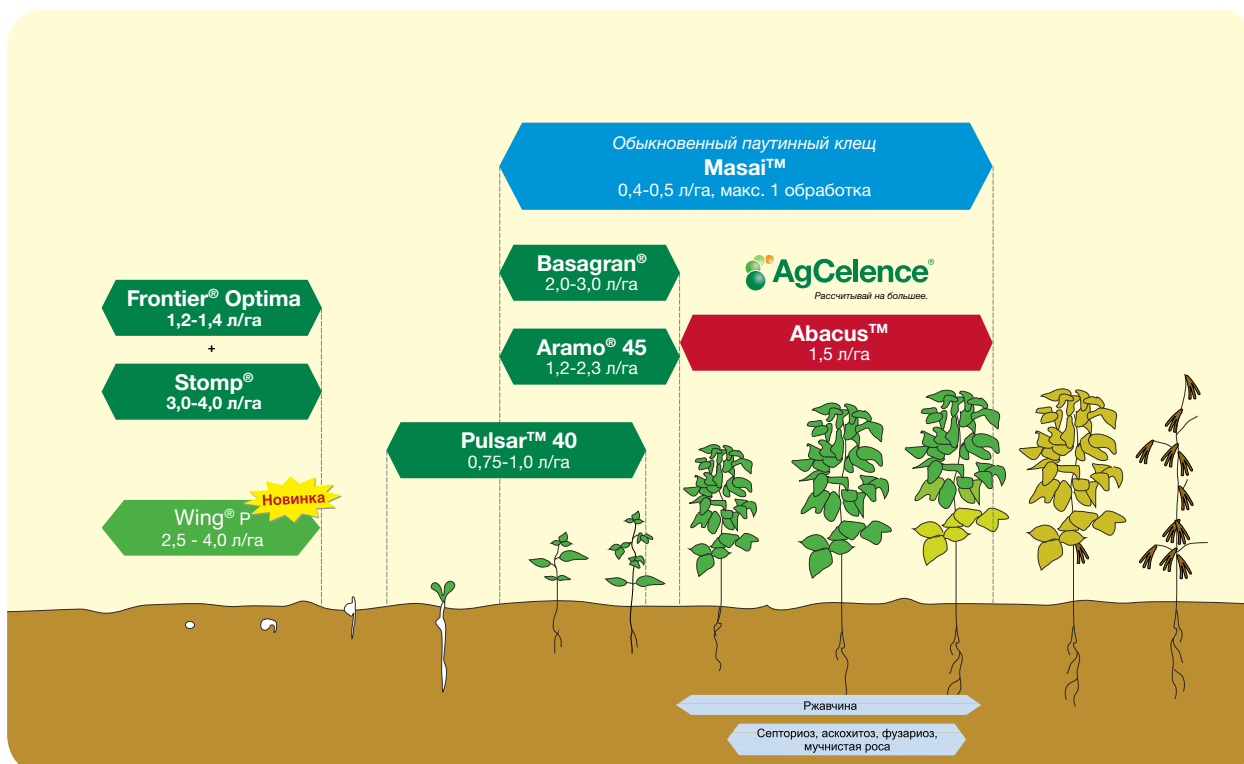 Обыкновенный паутинный клещ
Masai™
0,4-0,5 л/га, макс. 1 обработка
Basagran®
2,0-3,0 л/га
AgCelence®
Рассчитывай на большее.
Frontier® Optima
1,2-1,4 л/га
+
Stomp®
3,0-4,0 л/га
Aramo® 45
1,2-2,3 л/га
Abacus™
1,5 л/га
Pulsar™ 40
0,75-1,0 л/га
Новинка
Wing® P
2,5 - 4,0 л/га
Ржавчина
Септориоз, аскохитоз, фузариоз,
мучнистая роса